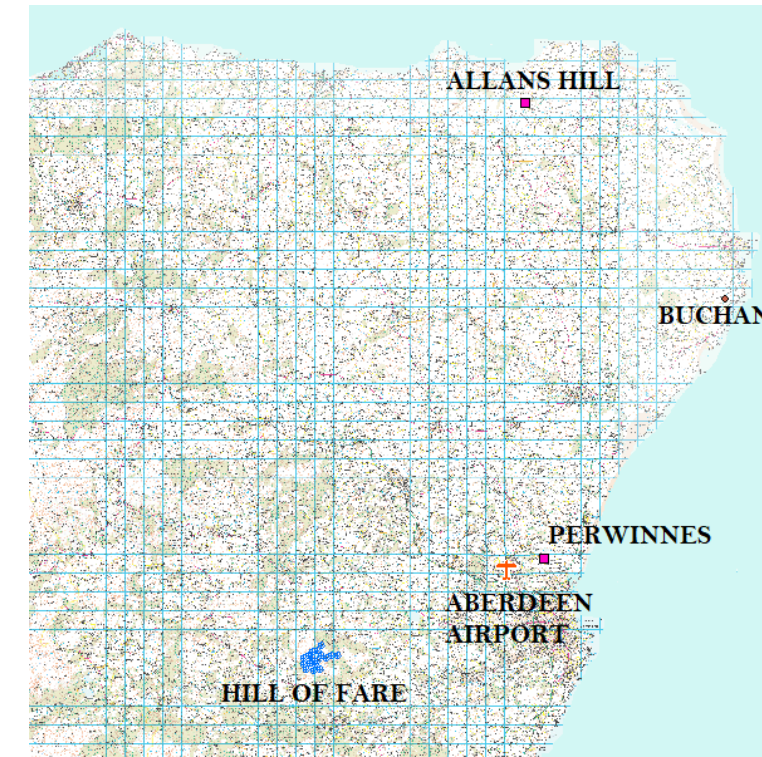 ALLANS HILL
BUCHAN
PERWINNES
ABERDEEN
AIRPORT
HILL OF FARE